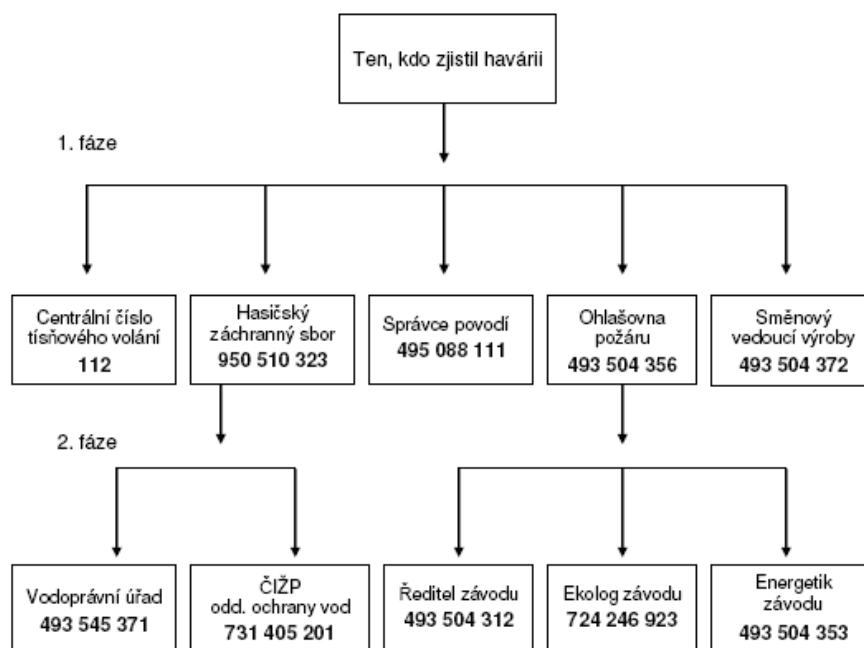 Ten, kdo zjistil havárii
1. fáze
Centrální číslo
tísňového volání
112
Hasičský
záchranný sbor
950 510 323
Správce povodí
495 088 111
Ohlašovna
požáru
493 504 356
Směnový
vedoucí výroby
493 504 372
2. fáze
Vodoprávní úřad
493 545 371
ČIŽP
odd. ochrany vod
731 405 201
Ředitel závodu
493 504 312
Ekolog závodu
724 246 923
Energetik
závodu
493 504 353